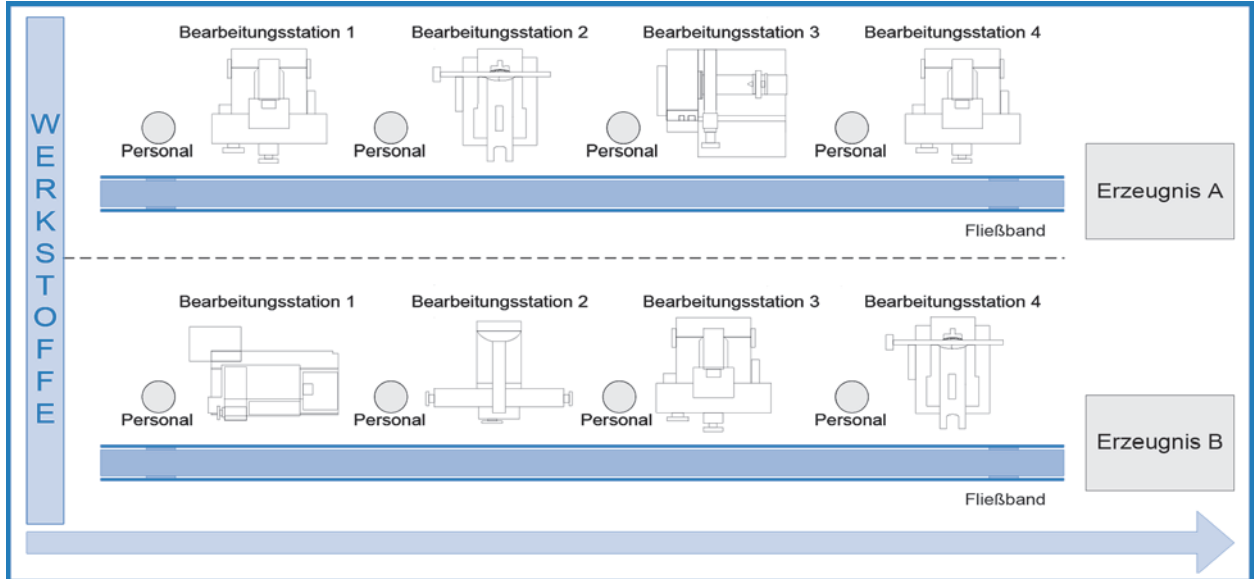 WERKSTOFFE
Bearbeitungsstation 1
Bearbeitungsstation 2
Bearbeitungsstation 3
Bearbeitungsstation 4
Personal
Personal
Personal
Personal
Erzeugnis A
Fließband
Bearbeitungsstation 1
Bearbeitungsstation 2
Bearbeitungsstation 3
Bearbeitungsstation 4
Personal
Personal
Personal
Personal
Erzeugnis B
Fließband